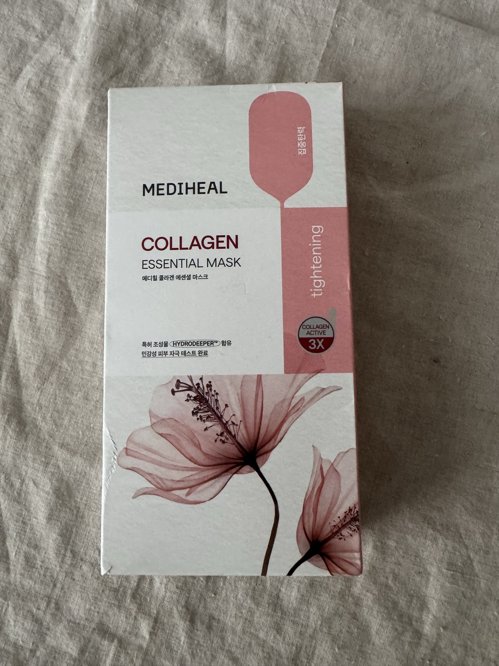 집중탄력
MEDIHEAL
tightening
COLLAGEN
ESSENTIAL MASK
메디힐 콜라겐 에센셜 마스크
COLLAGEN
ACTIVE
3X
특허 조성물 <HYDRODEEPER™> 함유
민감성 피부 자극 테스트 완료